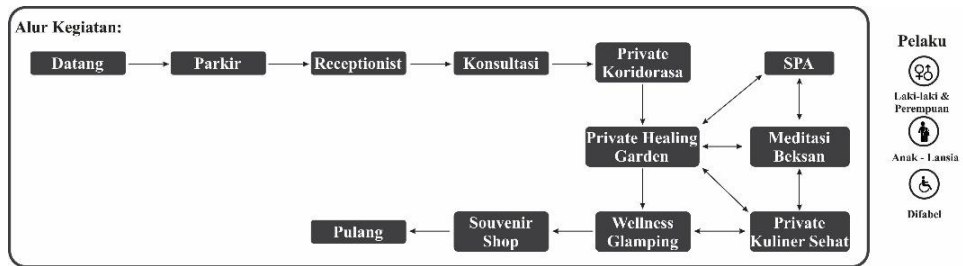 Alur Kegiatan:
Datang
Parkir
Receptionist
Konsultasi
Private
Koridorasa
SPA
Private Healing
Garden
Meditasi
Beksan
Pulang
Souvenir
Shop
Wellness
Glamping
Private
Kuliner Sehat
Pelaku
Laki-laki &
Perempuan
Anak - Lansia
Difabel